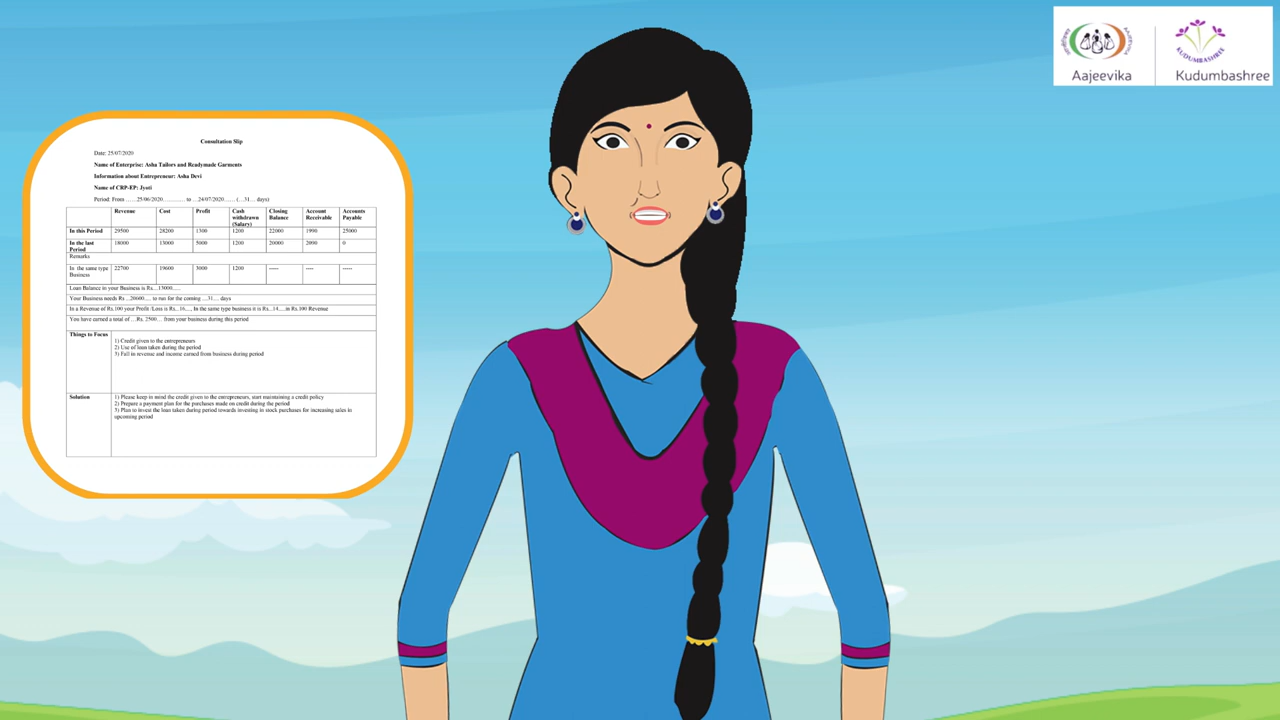 Aajeevika
Kudumbashree
KUDUMBASHREE
Consultation Slip
Date: 25/07/2020
Name of Enterprise: Asha Tailors and Readymade Garments
Information about Entrepreneur: Asha Devi
Name of CRP-EP: Jyoti
Period: From ……25/06/2020………… to .. 24/07/2020…… (…31… days)
Revenue Cost Profit Cash withdrawn (Salary) Closing Balance Account Receivable Accounts Payable
In this Period 29500 28200 1300 1200 22000 1900 25000
In the last Period 18000 13000 5000 1200 20000 2000 0
Remarks
In the same type Business 22700 19600 3000 1200 ----- ---- -----
Loan Balance in your Business is Rs…15000……
Your Business needs Rs …20600…. to run for the coming …31… days
In a Revenue of Rs.100 your Profit /Loss is Rs...16…, In the same type business it is Rs...14….in Rs.100 Revenue
You have earned a total of …Rs. 2500… from your business during this period
Things to Focus
1) Credit given to the entrepreneurs
2) Use of loan taken during the period
3) Fall in revenue and income earned from business during period
Solution
1) Please keep in mind the credit given to the entrepreneurs, start maintaining a credit policy
2) Prepare a payment plan for the purchases made on credit during the period
3) Plan to invest the loan taken during period towards investing in stock purchases for increasing sales in
upcoming period